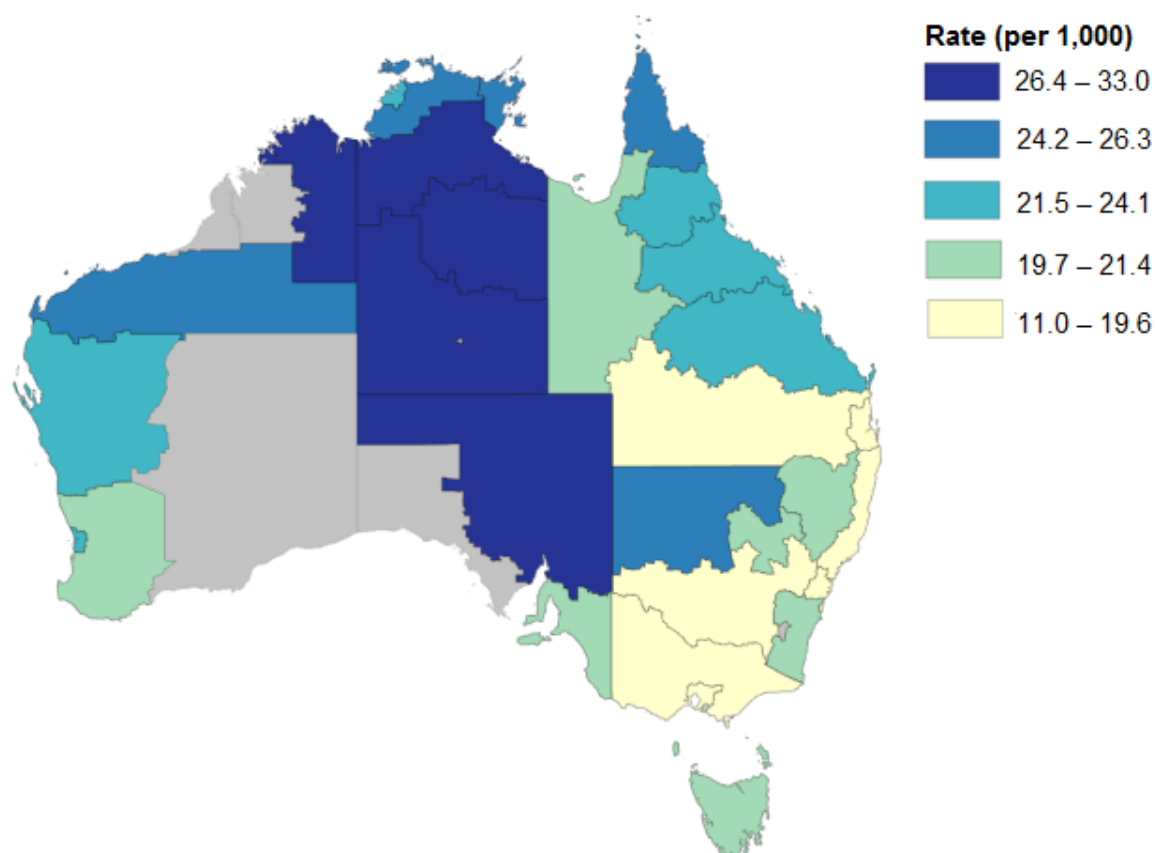 Rate (per 1,000)
26.4 – 33.0
24.2 – 26.3
21.5 – 24.1
19.7 – 21.4
11.0 – 19.6